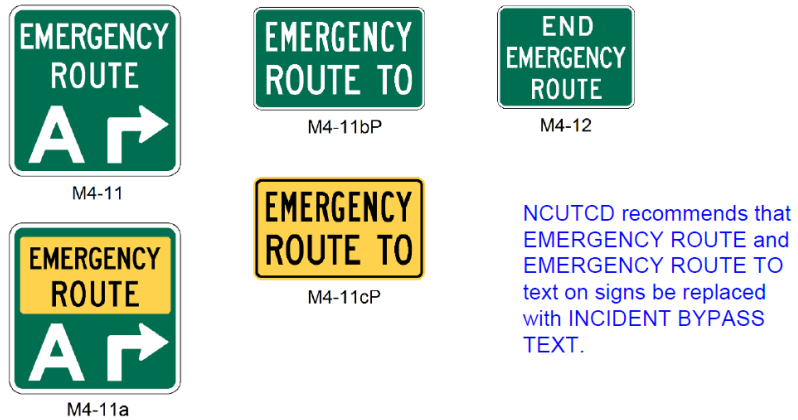 EMERGENCY
ROUTE
A
M4-11
EMERGENCY
ROUTE TO
M4-11bP
END
EMERGENCY
ROUTE
M4-12
EMERGENCY
ROUTE
A
M4-11a
EMERGENCY
ROUTE TO
M4-11cP
NCUTCD recommends that
EMERGENCY ROUTE and
EMERGENCY ROUTE TO
text on signs be replaced
with INCIDENT BYPASS
TEXT.